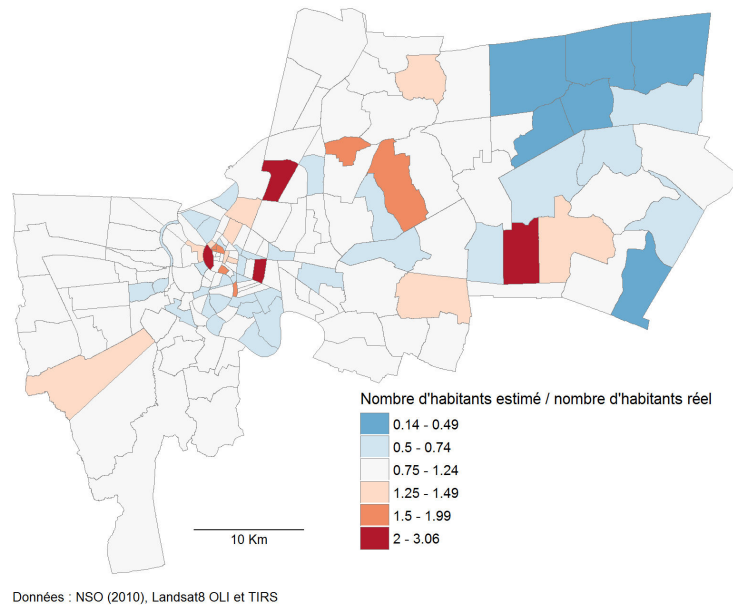 Nombre d'habitants estimé / nombre d'habitants réel
0.14 - 0.49
0.5 - 0.74
0.75 - 1.24
1.25 - 1.49
1.5 - 1.99
2 - 3.06
10 Km
Données : NSO (2010), Landsat8 OLI et TIRS